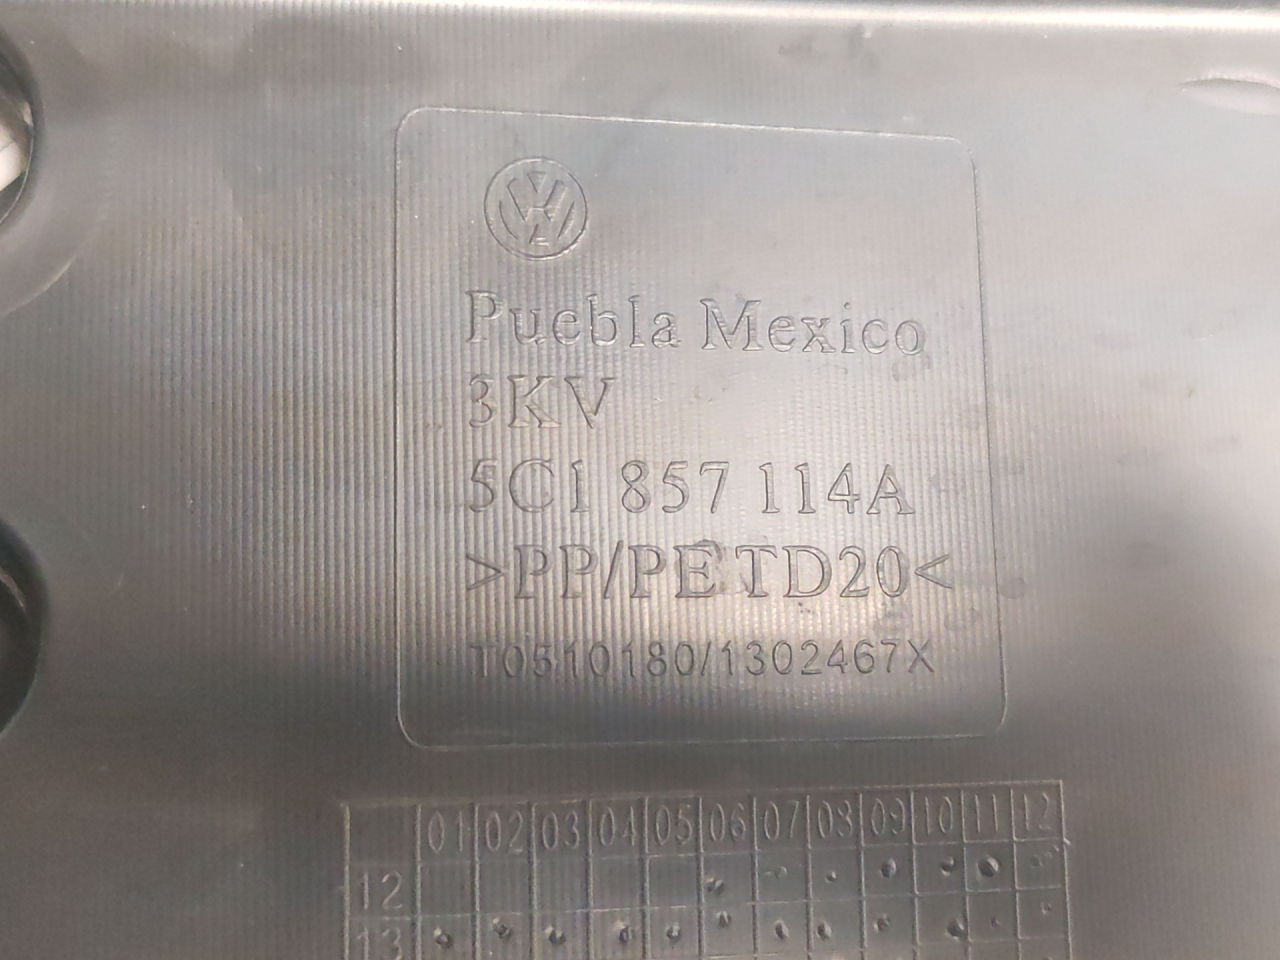 Puebla Mexico
3KV
5C1 857 114A
>PP/PE TD20<
T0510180/1302467X
01 02 03 04 05 06 07 08 09 10 11 12
12
13